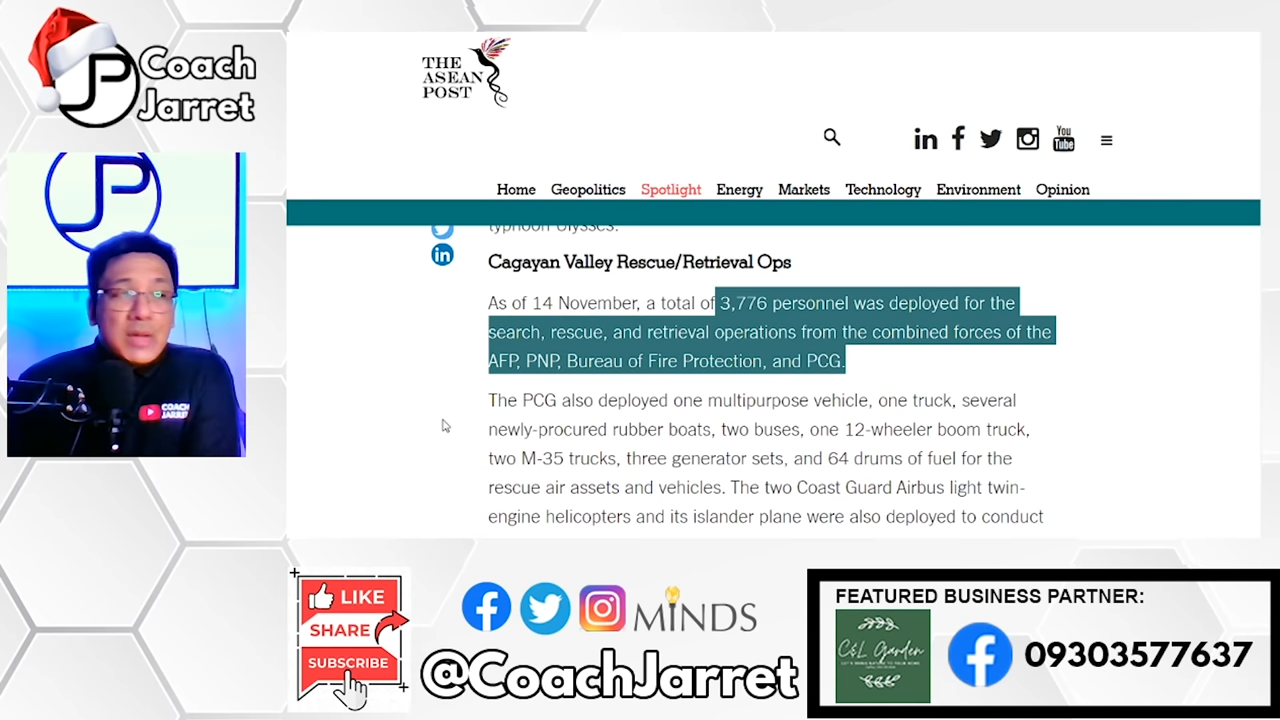 Coach
Jarret
THE
ASEAN
POST
You
Tube
Home Geopolitics Spotlight Energy Markets Technology Environment Opinion
typhoon Ulysses.
Cagayan Valley Rescue/Retrieval Ops
As of 14 November, a total of 3,776 personnel was deployed for the
search, rescue, and retrieval operations from the combined forces of the
AFP, PNP, Bureau of Fire Protection, and PCG.
The PCG also deployed one multipurpose vehicle, one truck, several
newly-procured rubber boats, two buses, one 12-wheeler boom truck,
two M-35 trucks, three generator sets, and 64 drums of fuel for the
rescue air assets and vehicles. The two Coast Guard Airbus light twin-
engine helicopters and its islander plane were also deployed to conduct
COACH
JARRET
LIKE
SHARE
SUBSCRIBE
MINDS
@CoachJarret
FEATURED BUSINESS PARTNER:
C&L Garden
09303577637